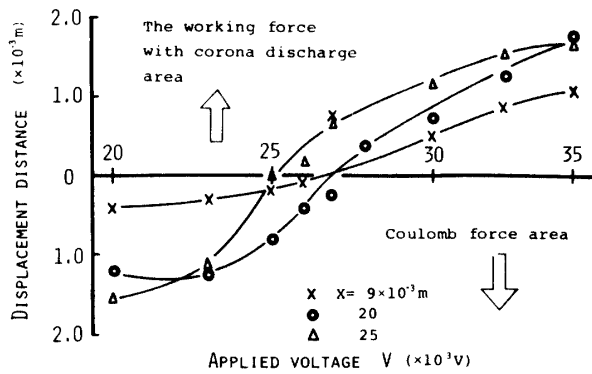 The working force
with corona discharge
area
DISPLACEMENT DISTANCE (×10⁻³m)
2.0
1.0
0
1.0
2.0
20
25
30
35
Coulomb force area
x X= 9×10⁻³m
20
25
APPLIED VOLTAGE V (×10³V)